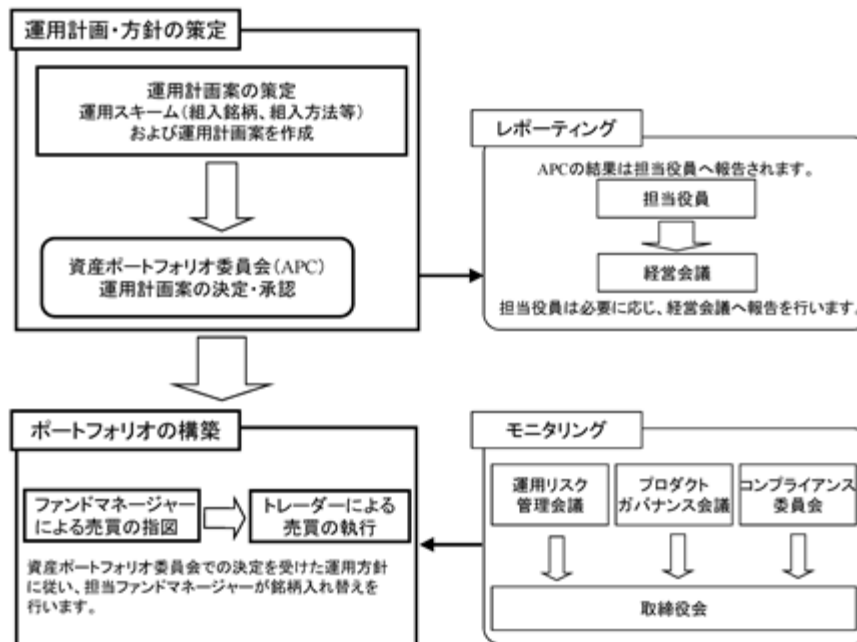 運用計画・方針の策定
運用計画案の策定
運用スキーム(組入銘柄、組入方法等)
および運用計画案を作成
資産ポートフォリオ委員会(APC)
運用計画案の決定・承認
レポーティング
APCの結果は担当役員へ報告されます。
担当役員
経営会議
担当役員は必要に応じ、経営会議へ報告を行います。
ポートフォリオの構築
ファンドマネージャー
による売買の指図
トレーダーによる
売買の執行
資産ポートフォリオ委員会での決定を受けた運用方針
に従い、担当ファンドマネージャーが銘柄入れ替えを
行います。
モニタリング
運用リスク
管理会議
プロダクト
ガバナンス会議
コンプライアンス
委員会
取締役会